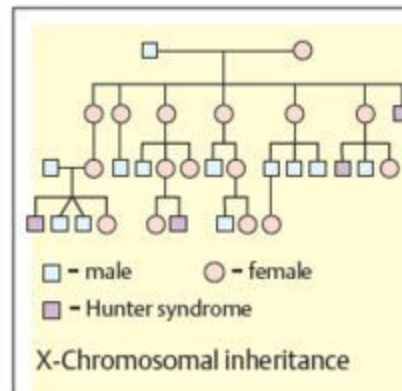 = male = female
= Hunter syndrome
X-Chromosomal inheritance